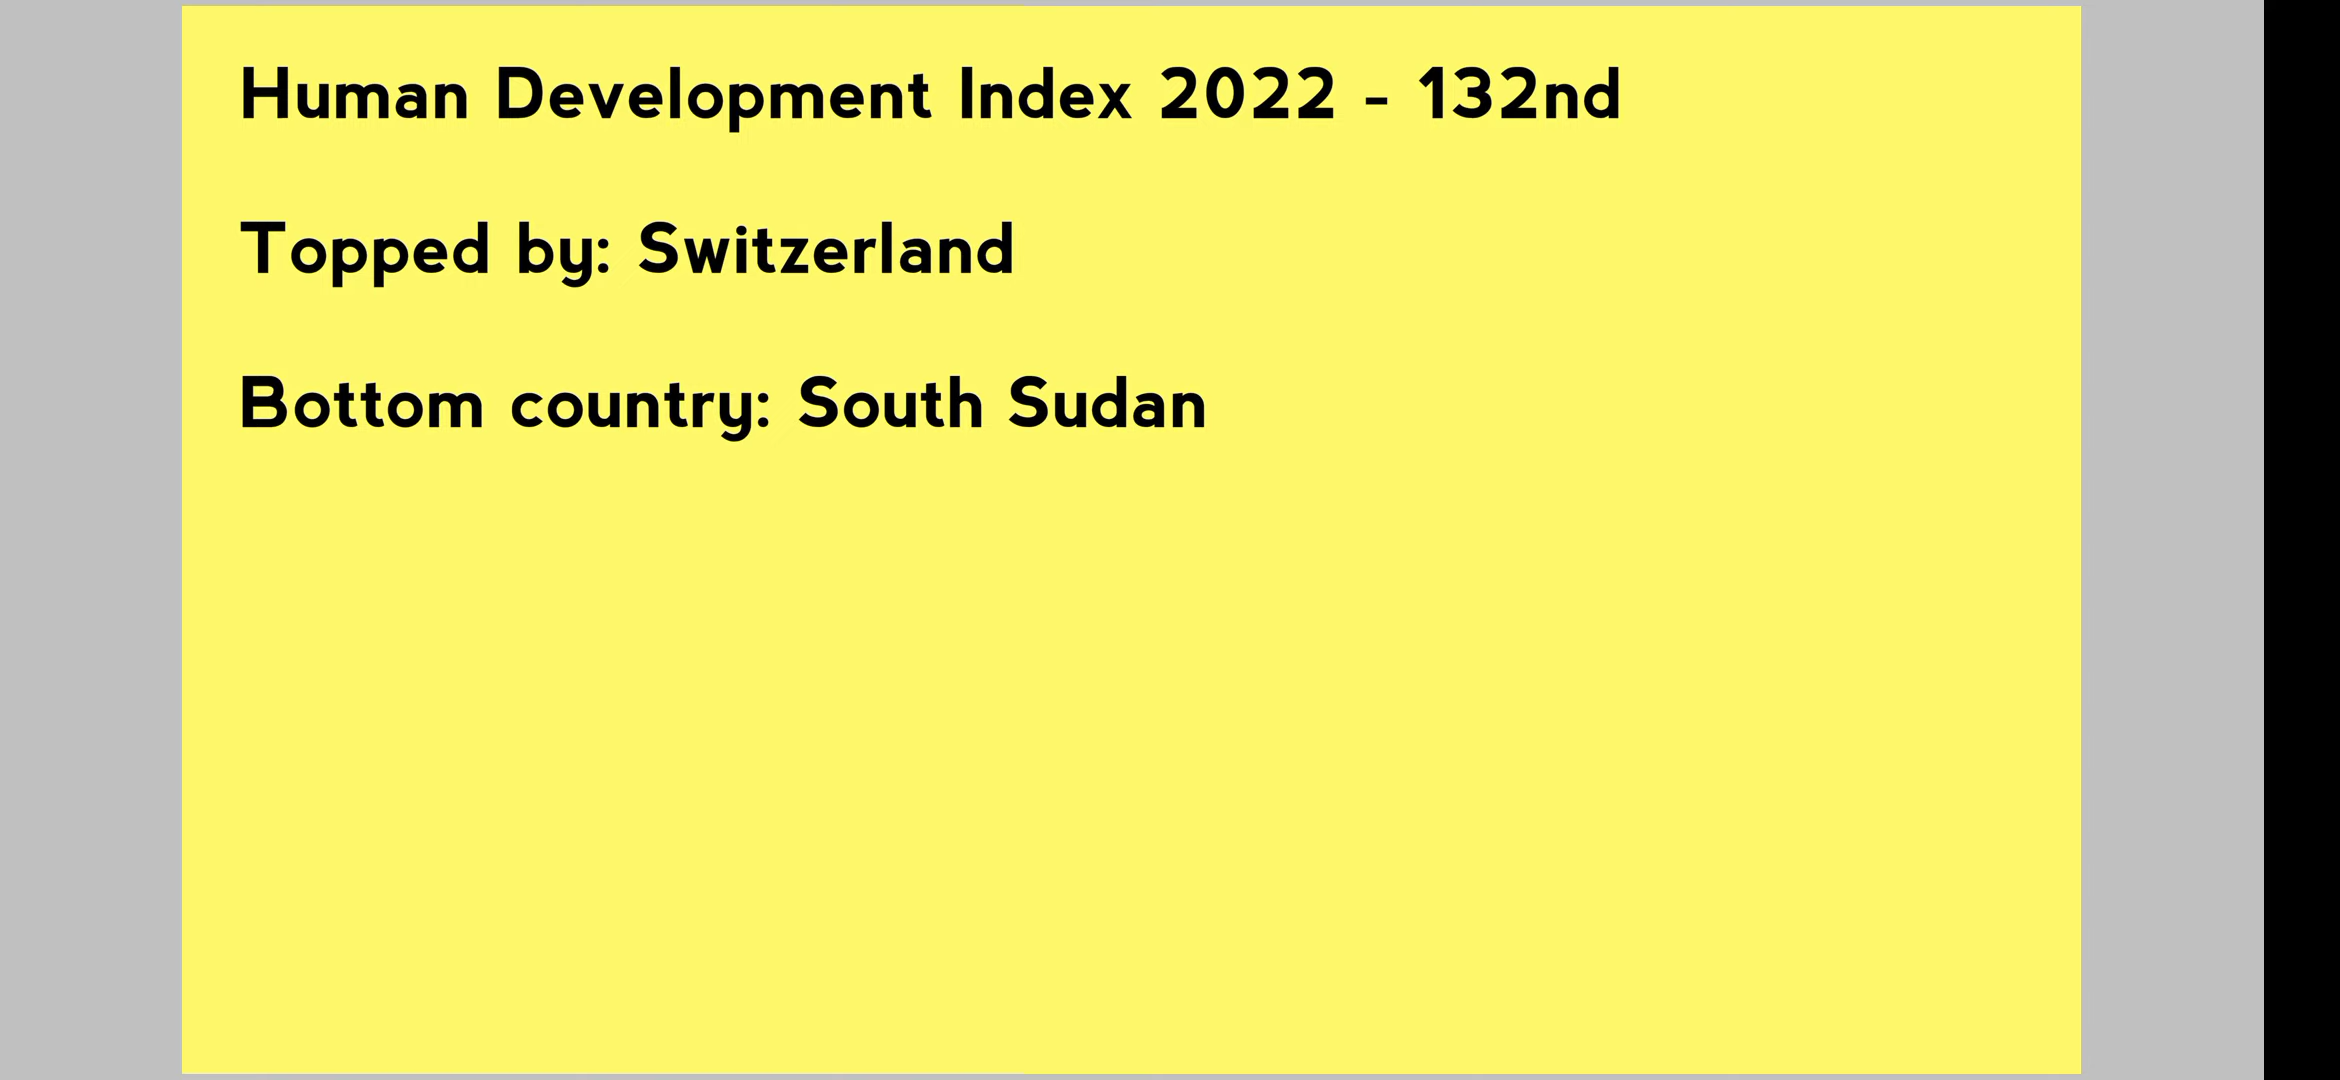 Human Development Index 2022 - 132nd
Topped by: Switzerland
Bottom country: South Sudan